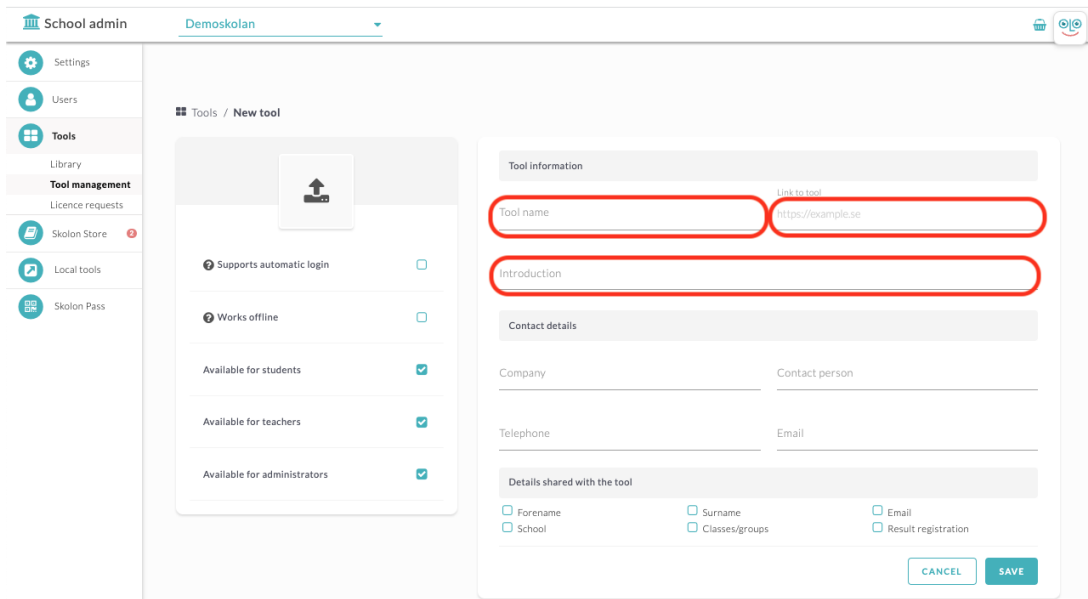 School admin
Demoskolan
Settings
Users
Tools
Library
Tool management
Licence requests
Skolon Store
Local tools
Skolon Pass
Tools / New tool
? Supports automatic login
? Works offline
Available for students
Available for teachers
Available for administrators
Tool information
Link to tool
Tool name
https://example.se
Introduction
Contact details
Company
Contact person
Telephone
Email
Details shared with the tool
Forename
Surname
Email
School
Classes/groups
Result registration
CANCEL
SAVE